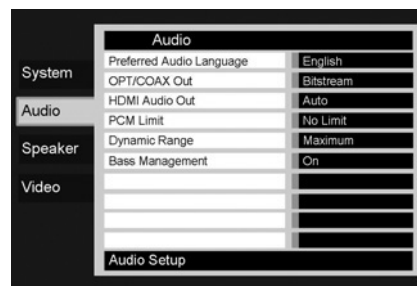 Audio
System
Audio
Speaker
Video
Preferred Audio Language English
OPT/COAX Out Bitstream
HDMI Audio Out Auto
PCM Limit No Limit
Dynamic Range Maximum
Bass Management On
Audio Setup